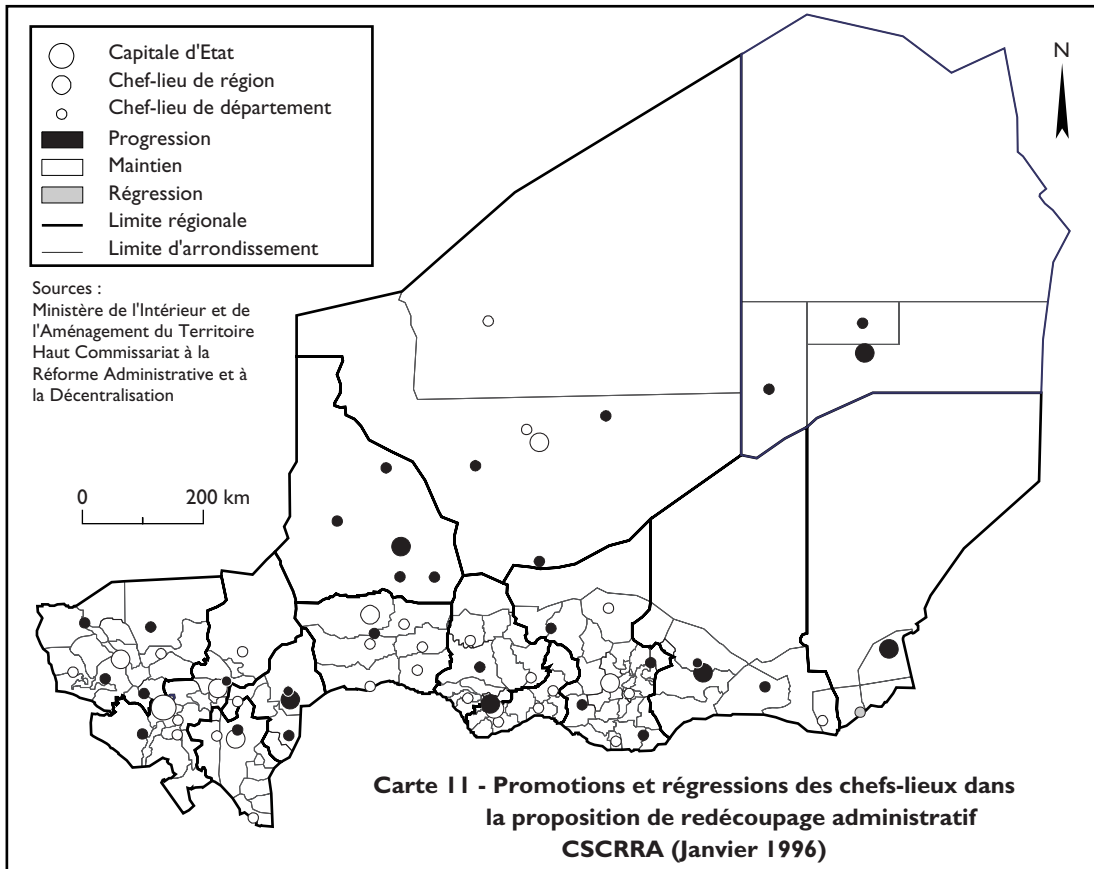 Capitale d'Etat
Chef-lieu de région
Chef-lieu de département
Progression
Maintien
Régression
Limite régionale
Limite d'arrondissement
N
Sources :
Ministère de l'Intérieur et de
l'Aménagement du Territoire
Haut Commissariat à la
Réforme Administrative et à
la Décentralisation
0 200 km
Carte 11 - Promotions et régressions des chefs-lieux dans
la proposition de redécoupage administratif
CSCRRA (Janvier 1996)